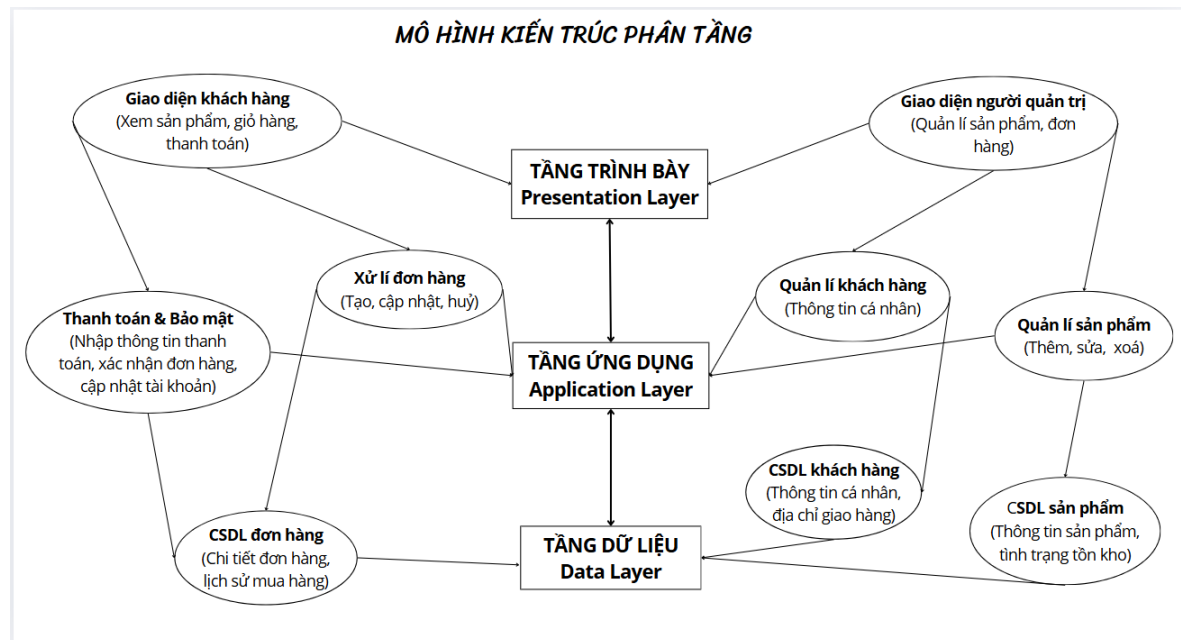 MÔ HÌNH KIẾN TRÚC PHÂN TẦNG
Giao diện khách hàng
(Xem sản phẩm, giỏ hàng,
thanh toán)
Giao diện người quản trị
(Quản lí sản phẩm, đơn
hàng)
TẦNG TRÌNH BÀY
Presentation Layer
Xử lí đơn hàng
(Tạo, cập nhật, huỷ)
Quản lí khách hàng
(Thông tin cá nhân)
Thanh toán & Bảo mật
(Nhập thông tin thanh
toán, xác nhận đơn hàng,
cập nhật tài khoản)
Quản lí sản phẩm
(Thêm, sửa, xoá)
TẦNG ỨNG DỤNG
Application Layer
CSDL khách hàng
(Thông tin cá nhân,
địa chỉ giao hàng)
CSDL đơn hàng
(Chi tiết đơn hàng,
lịch sử mua hàng)
CSDL sản phẩm
(Thông tin sản phẩm,
tình trạng tồn kho)
TẦNG DỮ LIỆU
Data Layer